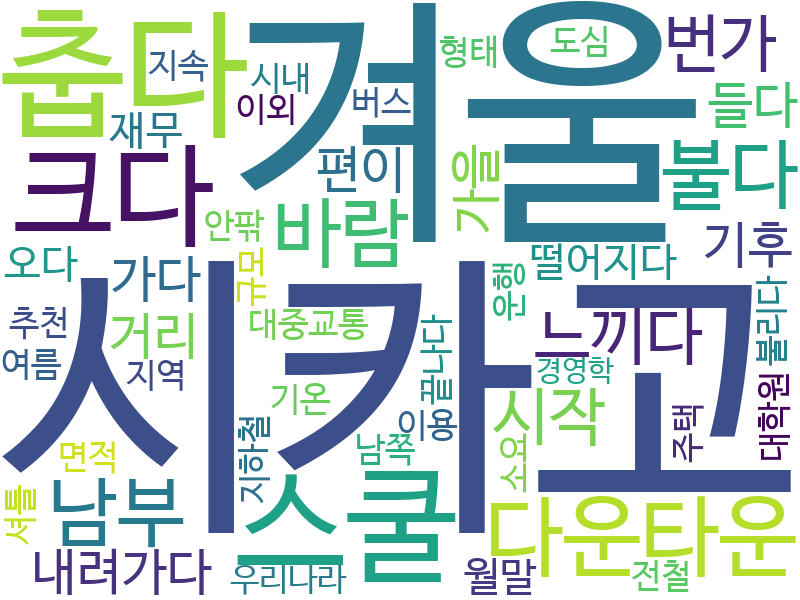 춥다
지속
시내
겨울
형태
도심
번가
재무
이외
버스
들다
크다
편이
가을
불다
안팎
바람
오다
가다
규모
운행
떨어지다
기후
추천
거리
대중교통
끝나다
느끼다
불리다
여름
지역
시카고
기온
이용
경영학
시작
주택
대학원
면적
지하철
남쪽
소요
셔틀
남부
스쿨
다운타운
내려가다
우리나라
월말
전철